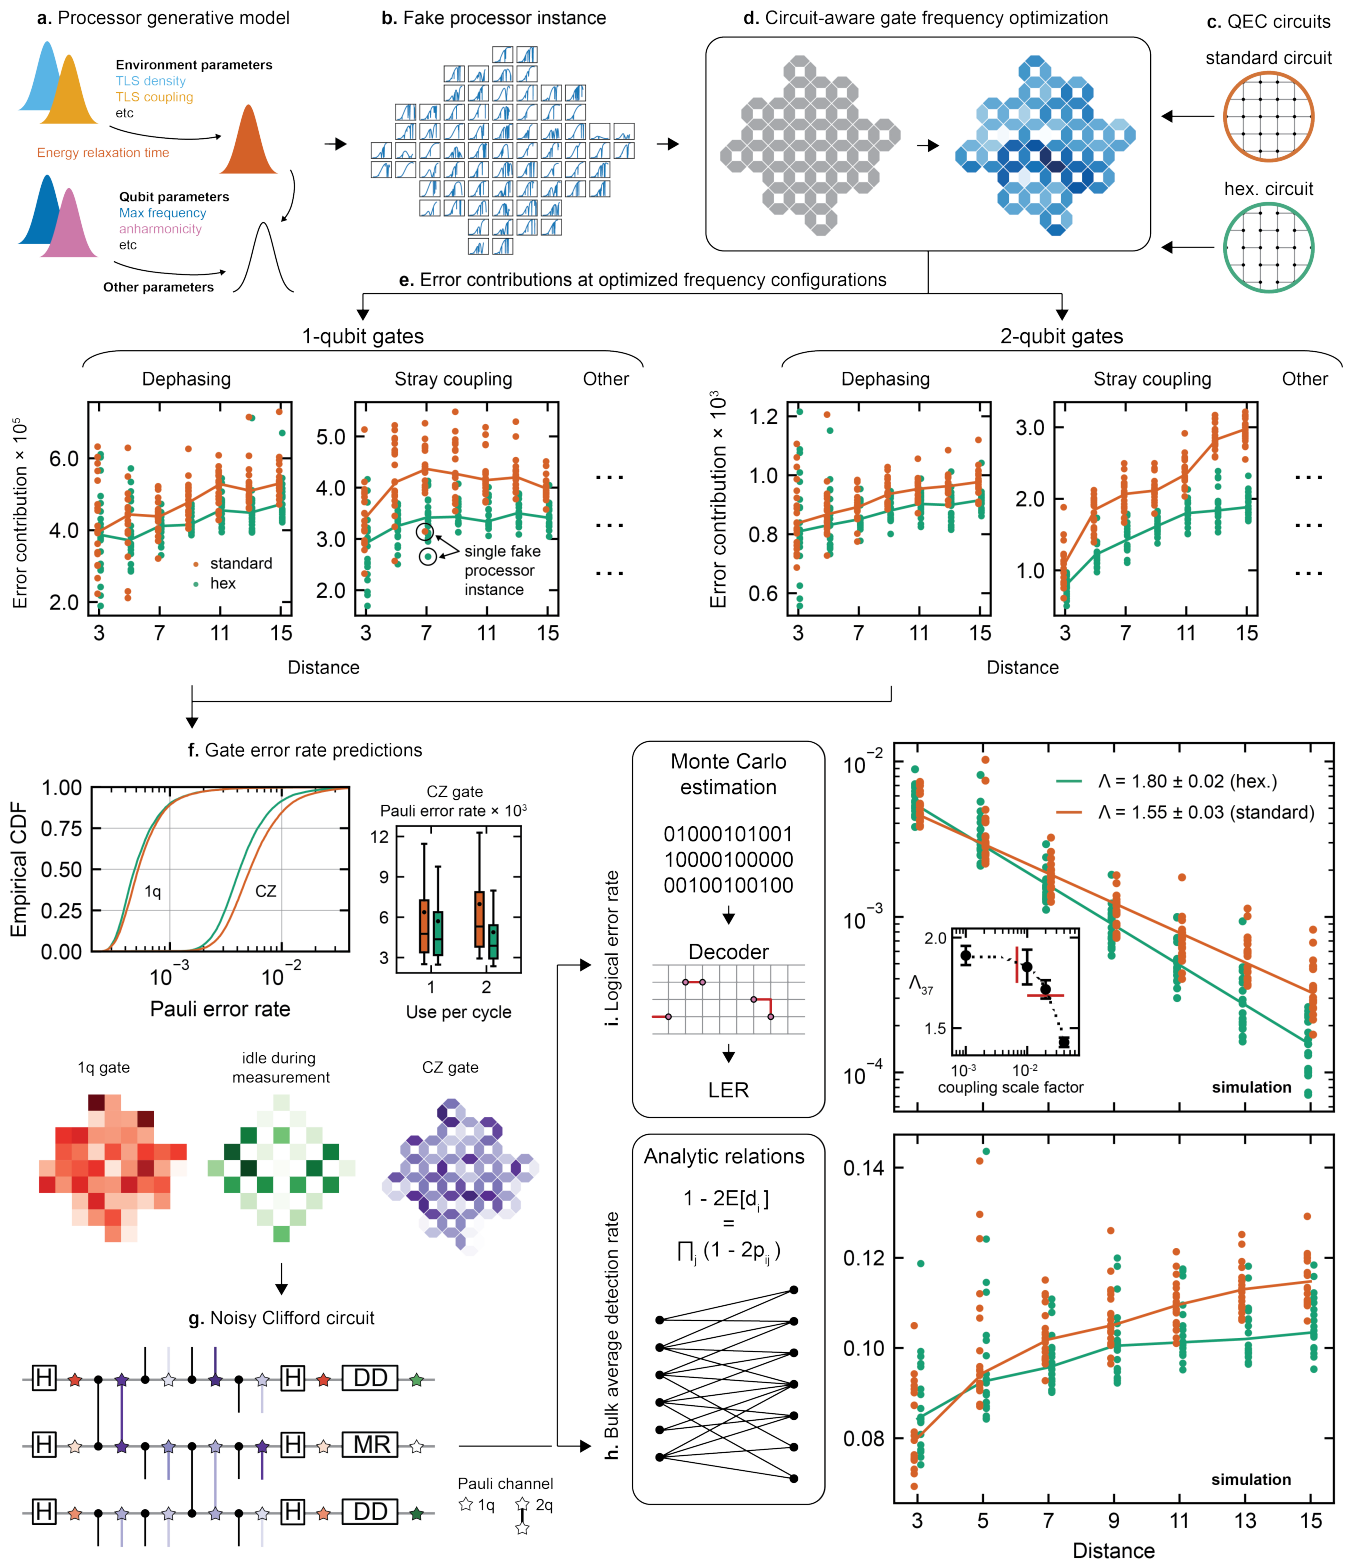 a. Processor generative model
Environment parameters
TLS density
TLS coupling
etc
Energy relaxation time
Qubit parameters
Max frequency
anharmonicity
etc
Other parameters
b. Fake processor instance
d. Circuit-aware gate frequency optimization
c. QEC circuits
standard circuit
hex. circuit
e. Error contributions at optimized frequency configurations
1-qubit gates
2-qubit gates
Dephasing
Stray coupling
Other
Dephasing
Stray coupling
Other
Error contribution × 10⁵
6.0
4.0
2.0
standard
hex
3 7 11 15
5.0
4.0
3.0
2.0
single fake
processor
instance
3 7 11 15
...
...
...
Distance
Error contribution × 10³
1.2
1.0
0.8
0.6
3 7 11 15
3.0
2.0
1.0
3 7 11 15
...
...
...
Distance
f. Gate error rate predictions
Empirical CDF
1.00
0.75
0.50
0.25
0.00
1q
CZ
10⁻³ 10⁻²
Pauli error rate
CZ gate
Pauli error rate × 10³
12
9
6
3
1 2
Use per cycle
1q gate
idle during
measurement
CZ gate
g. Noisy Clifford circuit
H H DD
H H MR
H H DD
Pauli channel
1q 2q
i. Logical error rate
Monte Carlo
estimation
01000101001
10000100000
00100100100
Decoder
LER
h. Bulk average detection rate
Analytic relations
1 - 2E[dᵢ]
=
∏ⱼ (1 - 2pᵢⱼ)
10⁻²
10⁻³
10⁻⁴
Λ = 1.80 ± 0.02 (hex.)
Λ = 1.55 ± 0.03 (standard)
2.0
Λ₃₇
1.5
10⁻³ 10⁻²
coupling scale factor
simulation
0.14
0.12
0.10
0.08
simulation
3 5 7 9 11 13 15
Distance